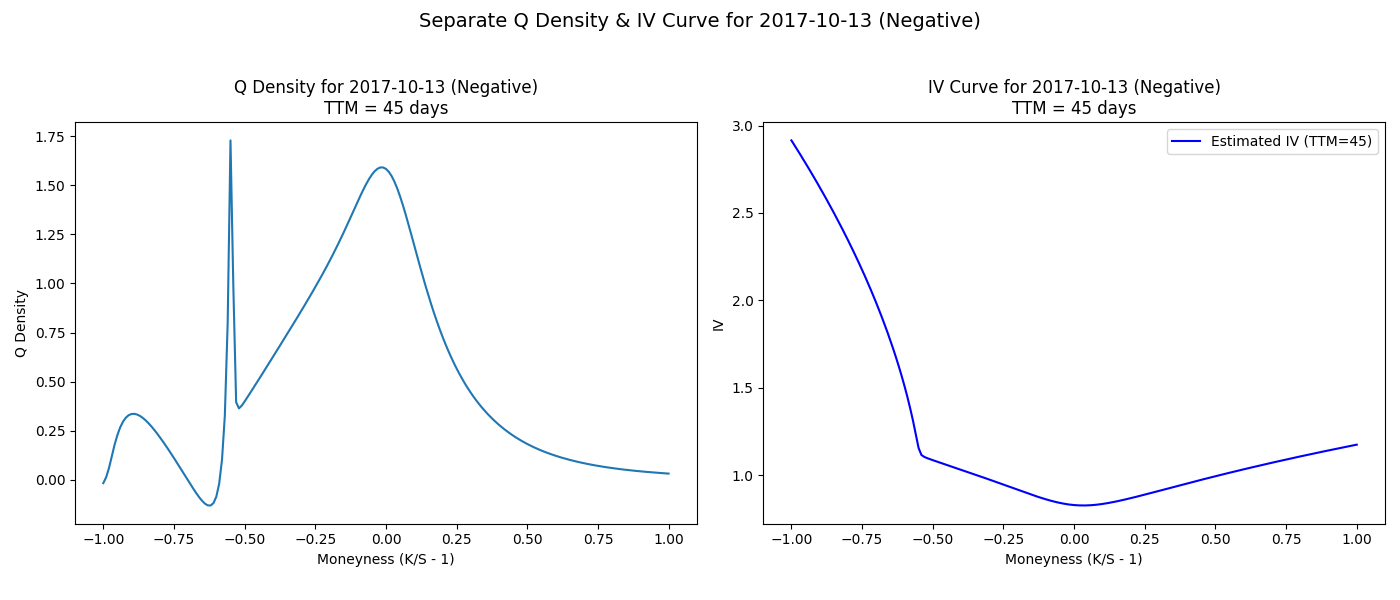 Separate Q Density & IV Curve for 2017-10-13 (Negative)
Q Density for 2017-10-13 (Negative)
TTM = 45 days
Q Density
1.75
1.50
1.25
1.00
0.75
0.50
0.25
0.00
−1.00 −0.75 −0.50 −0.25 0.00 0.25 0.50 0.75 1.00
Moneyness (K/S - 1)
IV Curve for 2017-10-13 (Negative)
TTM = 45 days
Estimated IV (TTM=45)
IV
3.0
2.5
2.0
1.5
1.0
−1.00 −0.75 −0.50 −0.25 0.00 0.25 0.50 0.75 1.00
Moneyness (K/S - 1)